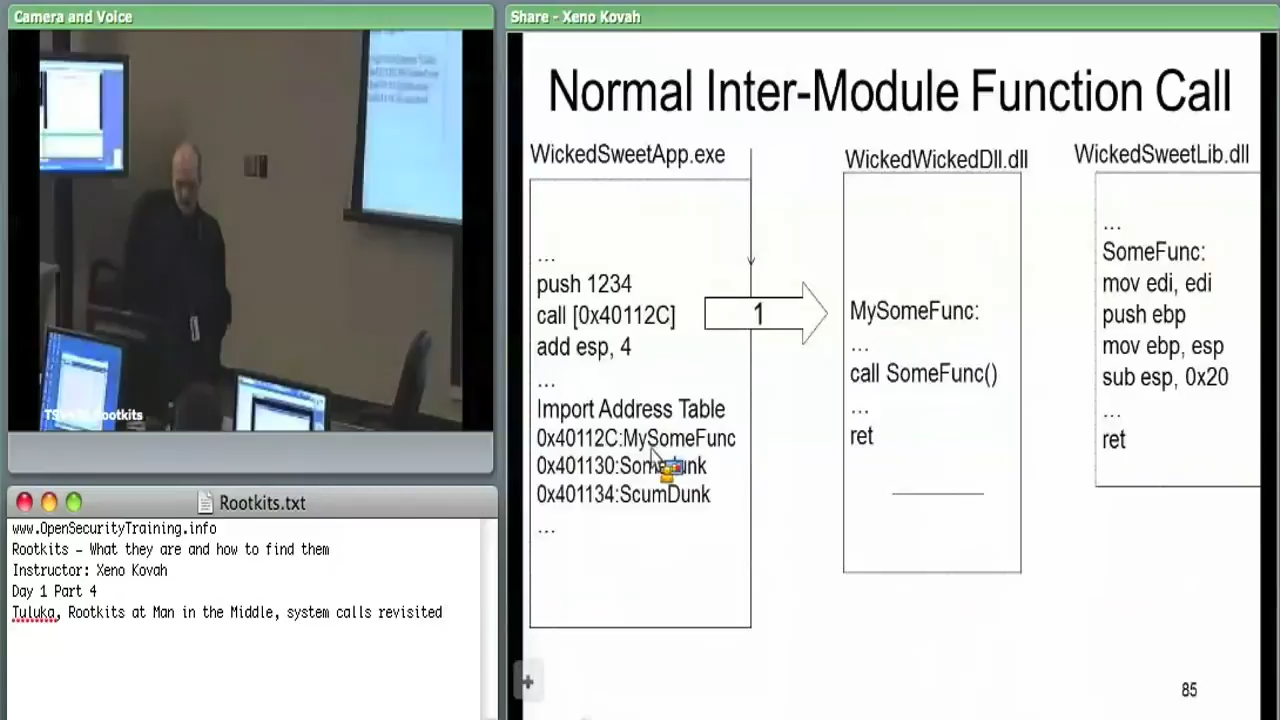 Camera and Voice
TSV438 Rootkits
Rootkits.txt
www.OpenSecurityTraining.info
Rootkits - What they are and how to find them
Instructor: Xeno Kovah
Day 1 Part 4
Tuluka, Rootkits at Man in the Middle, system calls revisited
Share - Xeno Kovah
Normal Inter-Module Function Call
WickedSweetApp.exe
...
push 1234
call [0x40112C]
add esp, 4
...
Import Address Table
0x40112C:MySomeFunc
0x401130:SomeJunk
0x401134:ScumDunk
...
1
WickedWickedDll.dll
MySomeFunc:
...
call SomeFunc()
...
ret
WickedSweetLib.dll
...
SomeFunc:
mov edi, edi
push ebp
mov ebp, esp
sub esp, 0x20
...
ret
85